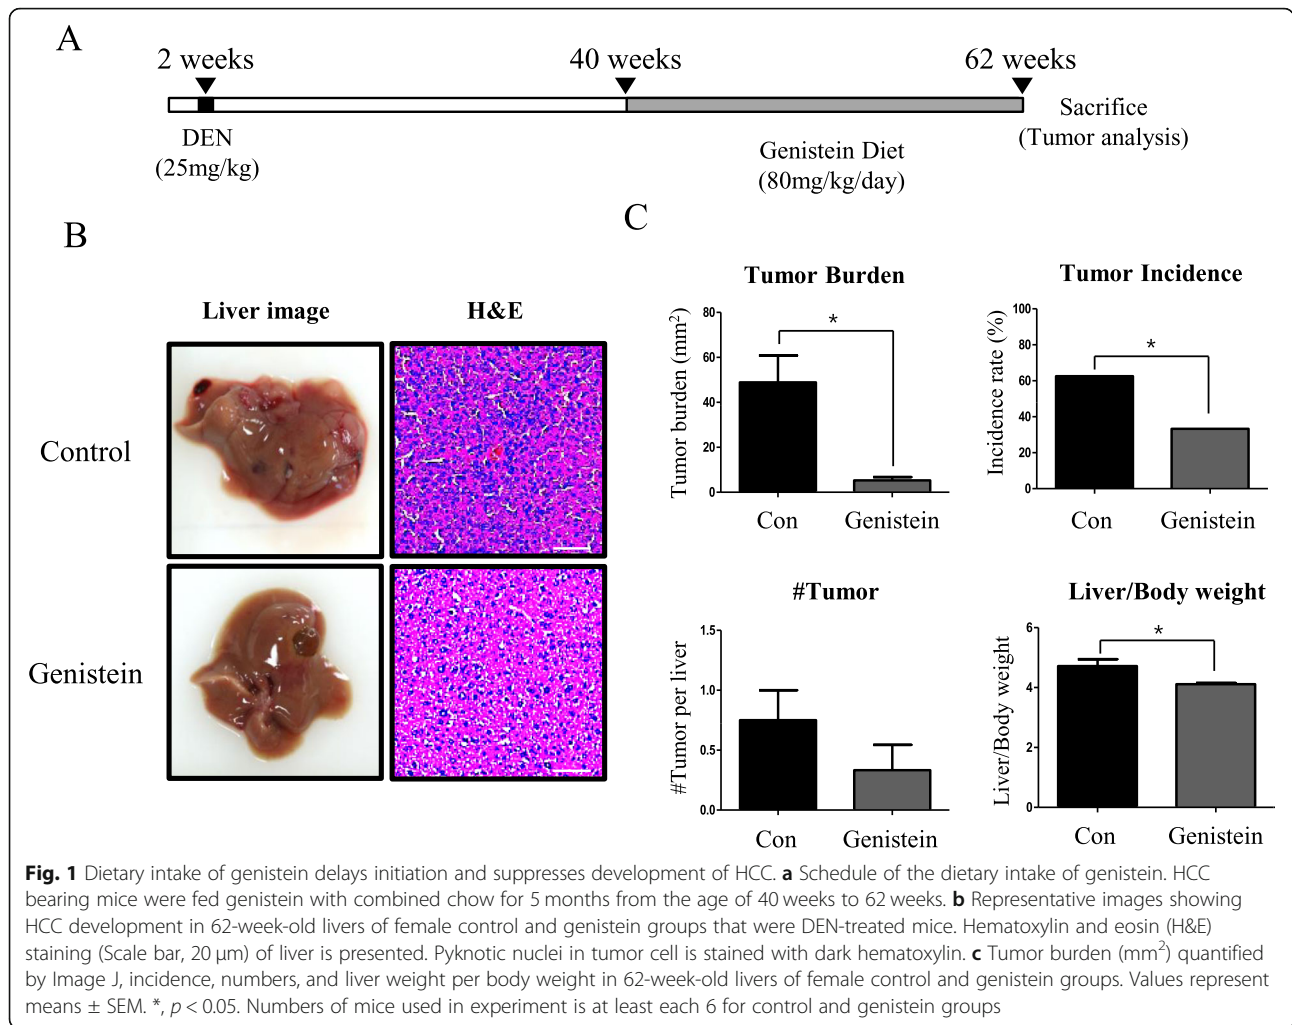 A
2 weeks
40 weeks
62 weeks
DEN
(25mg/kg)
Genistein Diet
(80mg/kg/day)
Sacrifice
(Tumor analysis)
B
Liver image
H&E
Control
Genistein
C
Tumor Burden
Tumor burden (mm²)
80
60
40
20
0
*
Con
Genistein
Tumor Incidence
Incidence rate (%)
100
80
60
40
20
0
*
Con
Genistein
#Tumor
#Tumor per liver
1.5
1.0
0.5
0.0
Con
Genistein
Liver/Body weight
Liver/Body weight
6
4
2
0
*
Con
Genistein
Fig. 1 Dietary intake of genistein delays initiation and suppresses development of HCC. a Schedule of the dietary intake of genistein. HCC
bearing mice were fed genistein with combined chow for 5 months from the age of 40 weeks to 62 weeks. b Representative images showing
HCC development in 62-week-old livers of female control and genistein groups that were DEN-treated mice. Hematoxylin and eosin (H&E)
staining (Scale bar, 20 μm) of liver is presented. Pyknotic nuclei in tumor cell is stained with dark hematoxylin. c Tumor burden (mm²) quantified
by Image J, incidence, numbers, and liver weight per body weight in 62-week-old livers of female control and genistein groups. Values represent
means ± SEM. *, p < 0.05. Numbers of mice used in experiment is at least each 6 for control and genistein groups